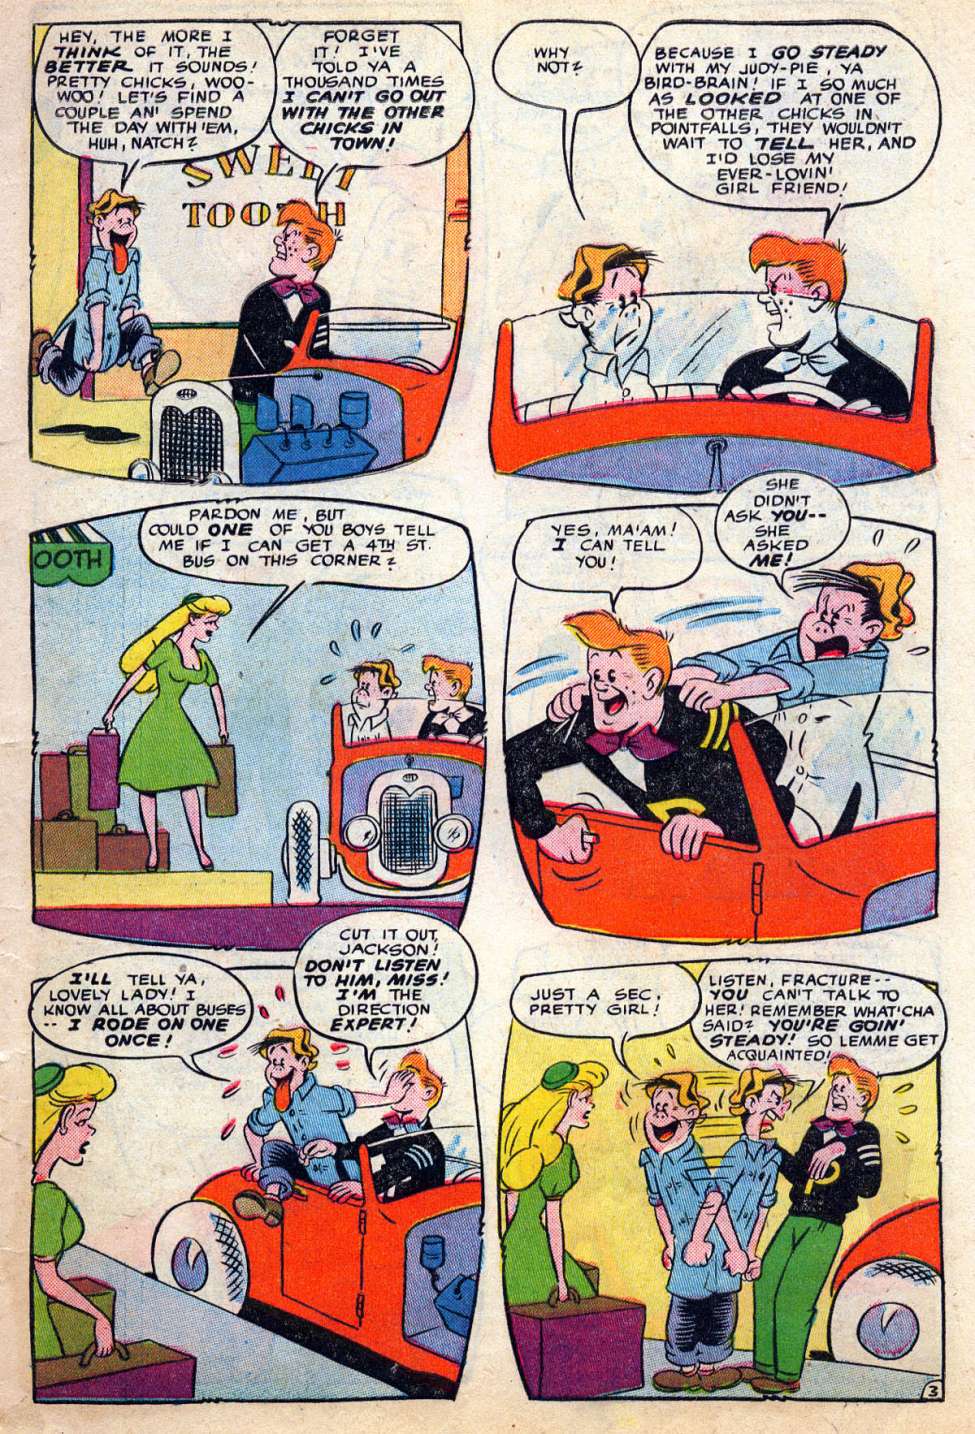 HEY, THE MORE I
THINK OF IT, THE
BETTER IT SOUNDS!
PRETTY CHICKS, WOO-
WOO! LET'S FIND A
COUPLE AN' SPEND
THE DAY WITH 'EM,
HUH, NATCH?
FORGET
IT! I'VE
TOLD YA A
THOUSAND TIMES
I CAN'T GO OUT
WITH THE OTHER
CHICKS IN
TOWN!
SWEET
TOOTH
WHY
NOT?
BECAUSE I GO STEADY
WITH MY JUDY-PIE, YA
BIRD-BRAIN! IF I SO MUCH
AS LOOKED AT ONE OF
THE OTHER CHICKS IN
POINTFALLS, THEY WOULDN'T
WAIT TO TELL HER, AND
I'D LOSE MY
EVER-LOVIN'
GIRL FRIEND!
PARDON ME, BUT
COULD ONE OF YOU BOYS TELL
ME IF I CAN GET A 4TH ST.
BUS ON THIS CORNER?
OOTH
YES, MA'AM!
I CAN TELL
YOU!
SHE
DIDN'T
ASK YOU--
SHE
ASKED
ME!
I'LL TELL YA,
LOVELY LADY! I
KNOW ALL ABOUT BUSES
-- I RODE ON ONE
ONCE!
CUT IT OUT,
JACKSON!
DON'T LISTEN
TO HIM, MISS!
I'M THE
DIRECTION
EXPERT!
JUST A SEC,
PRETTY GIRL!
LISTEN, FRACTURE--
YOU CAN'T TALK TO
HER! REMEMBER WHAT'CHA
SAID? YOU'RE GOIN'
STEADY! SO LEMME GET
ACQUAINTED!
P
3